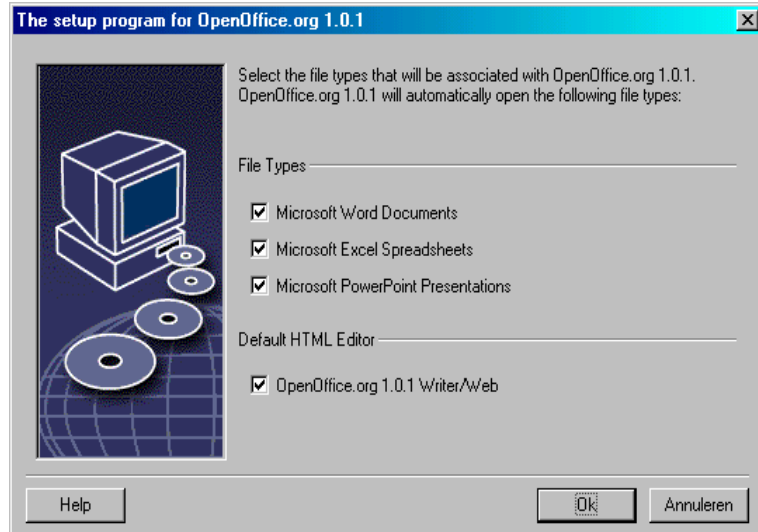 The setup program for OpenOffice.org 1.0.1
Select the file types that will be associated with OpenOffice.org 1.0.1.
OpenOffice.org 1.0.1 will automatically open the following file types:
File Types
Microsoft Word Documents
Microsoft Excel Spreadsheets
Microsoft PowerPoint Presentations
Default HTML Editor
OpenOffice.org 1.0.1 Writer/Web
Help
Ok
Annuleren